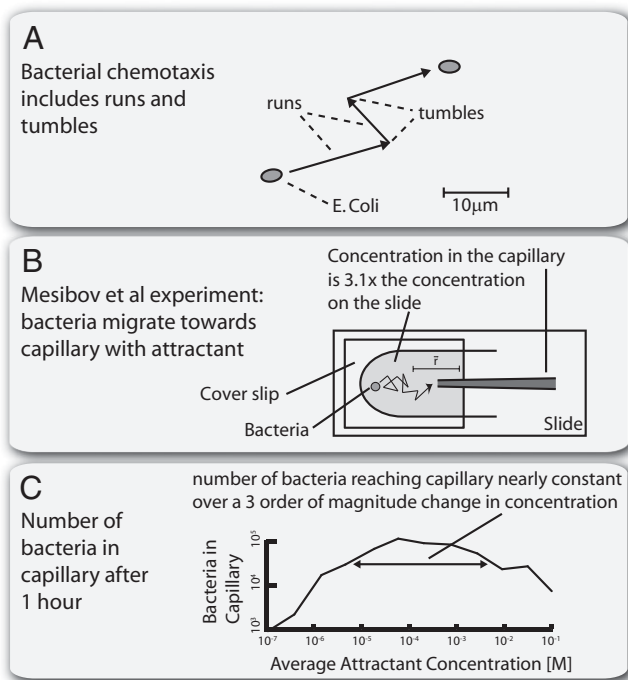 A
Bacterial chemotaxis
includes runs and
tumbles
runs
tumbles
E.Coli
10μm
B
Mesibov et al experiment:
bacteria migrate towards
capillary with attractant
Concentration in the capillary
is 3.1x the concentration
on the slide
r̄
Cover slip
Bacteria
Slide
C
Number of
bacteria in
capillary after
1 hour
number of bacteria reaching capillary nearly constant
over a 3 order of magnitude change in concentration
Bacteria in
Capillary
10⁵
10⁴
10³
10⁻⁷ 10⁻⁶ 10⁻⁵ 10⁻⁴ 10⁻³ 10⁻² 10⁻¹
Average Attractant Concentration [M]